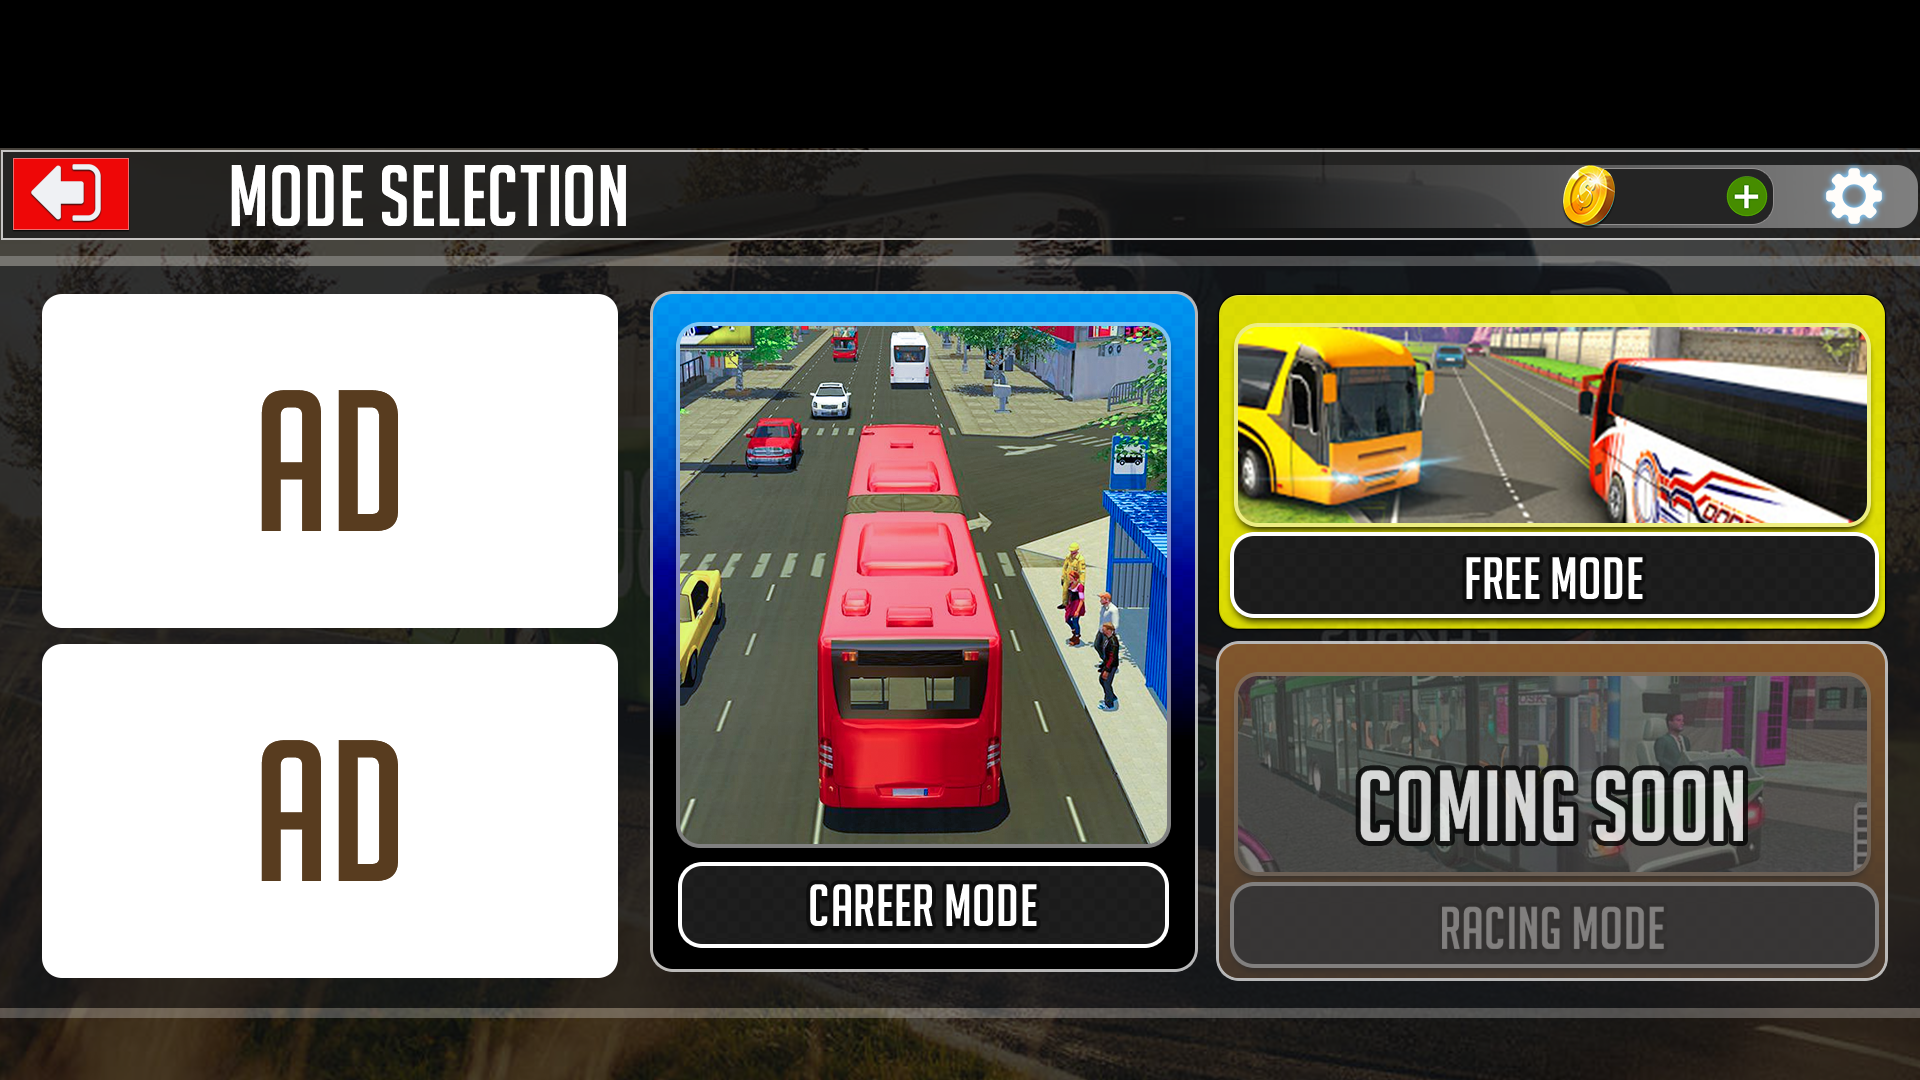 MODE SELECTION
AD
AD
CAREER MODE
FREE MODE
COMING SOON
RACING MODE